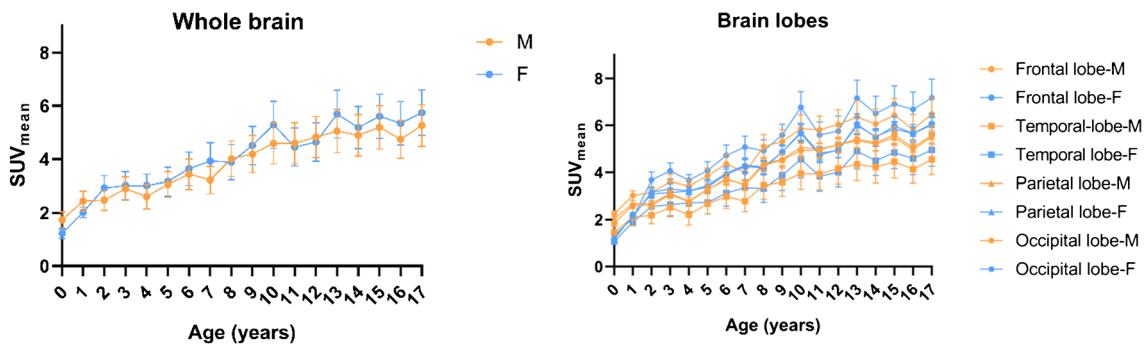 Whole brain
SUVmean
8
6
4
2
0
0 1 2 3 4 5 6 7 8 9 10 11 12 13 14 15 16 17
Age (years)
M
F
Brain lobes
SUVmean
8
6
4
2
0
0 1 2 3 4 5 6 7 8 9 10 11 12 13 14 15 16 17
Age (years)
Frontal lobe-M
Frontal lobe-F
Temporal-lobe-M
Temporal lobe-F
Parietal lobe-M
Parietal lobe-F
Occipital lobe-M
Occipital lobe-F